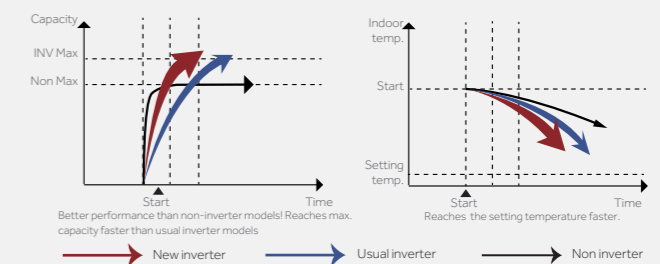 Capacity
INV Max
Non Max
Start
Time
Better performance than non-inverter models! Reaches max.
capacity faster than usual inverter models
Indoor
temp.
Start
Setting
temp.
Start
Time
Reaches the setting temperature faster.
New inverter
Usual inverter
Non inverter